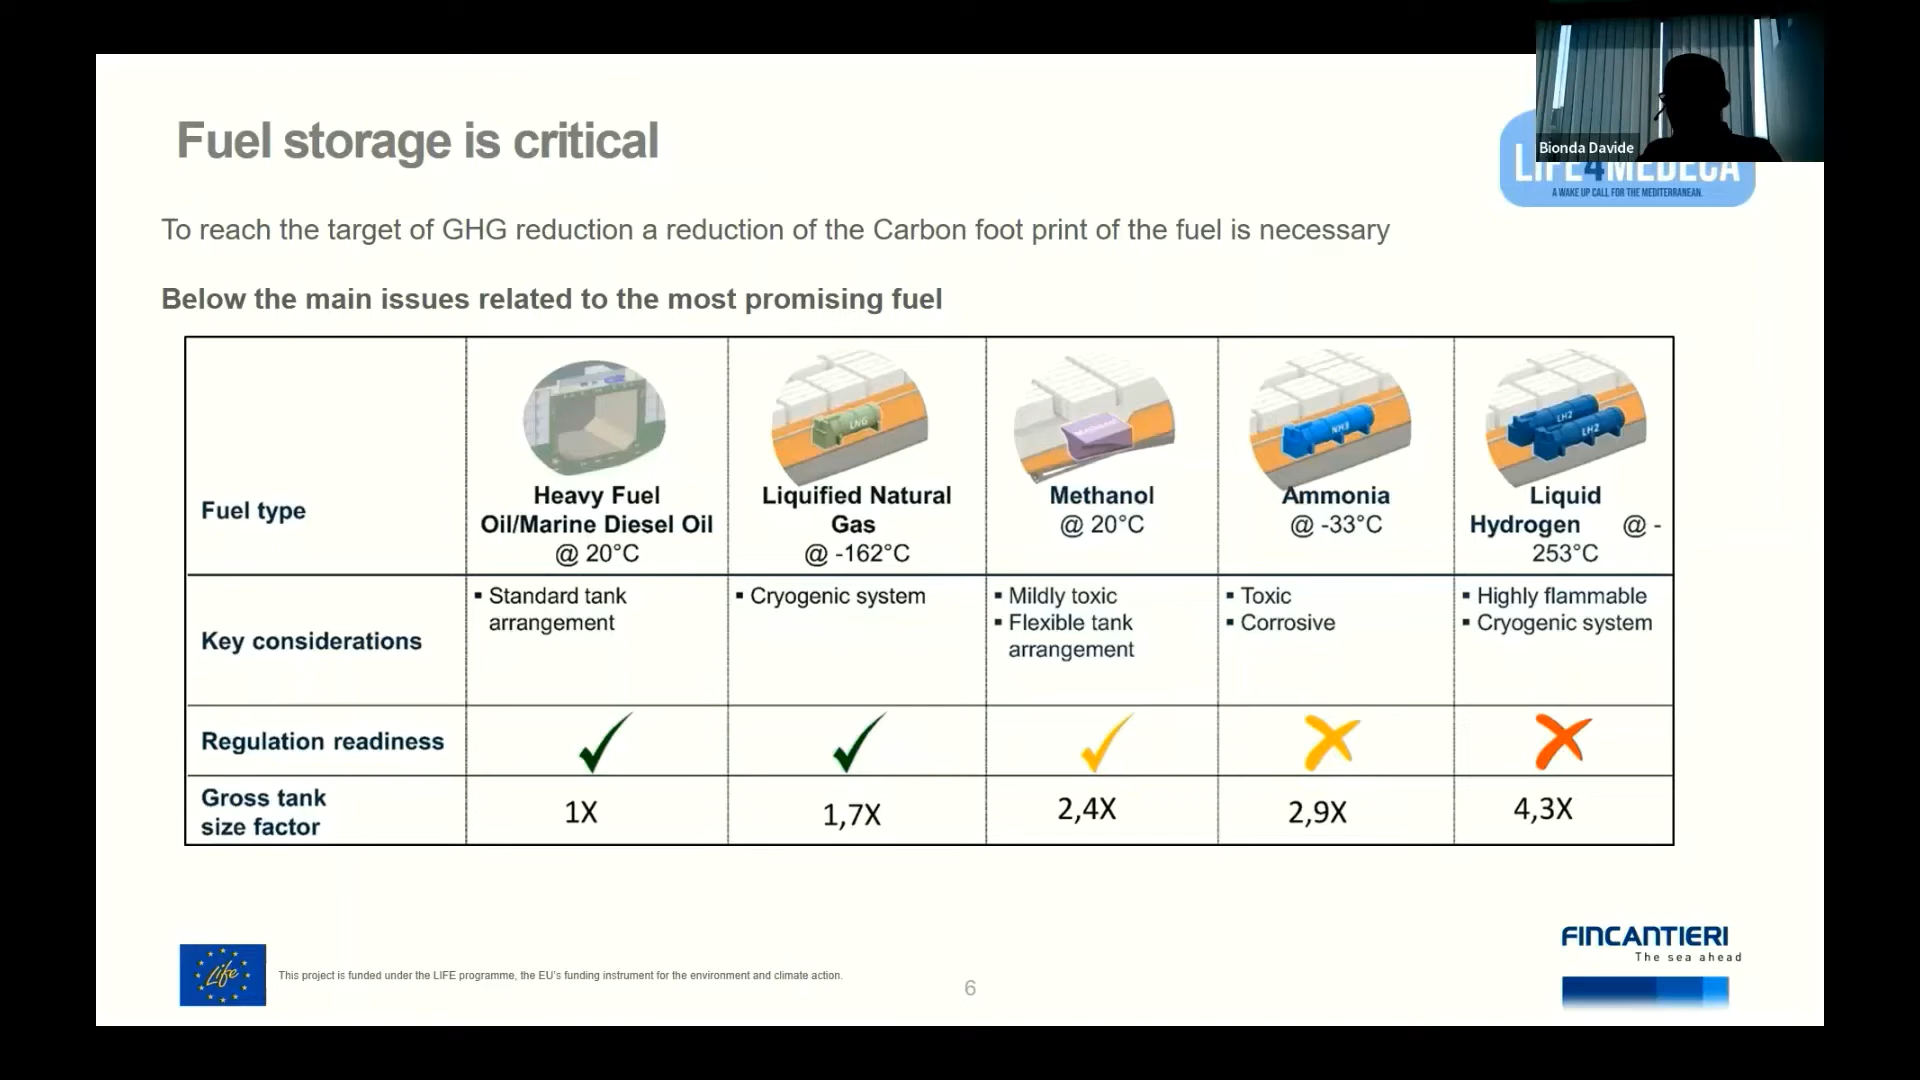 Bionda Davide
LIFE4MEDECA
A WAKE UP CALL FOR THE MEDITERRANEAN.
Fuel storage is critical
To reach the target of GHG reduction a reduction of the Carbon foot print of the fuel is necessary
Below the main issues related to the most promising fuel
LNG
Methanol
NH3
LH2
LH2
Fuel type
Heavy Fuel
Oil/Marine Diesel Oil
@ 20°C
Liquified Natural
Gas
@ -162°C
Methanol
@ 20°C
Ammonia
@ -33°C
Liquid
Hydrogen @ -
253°C
Key considerations
▪ Standard tank
arrangement
▪ Cryogenic system
▪ Mildly toxic
▪ Flexible tank
arrangement
▪ Toxic
▪ Corrosive
▪ Highly flammable
▪ Cryogenic system
Regulation readiness
Gross tank
size factor
1X
1,7X
2,4X
2,9X
4,3X
Life
This project is funded under the LIFE programme, the EU's funding instrument for the environment and climate action.
6
FINCANTIERI
The sea ahead